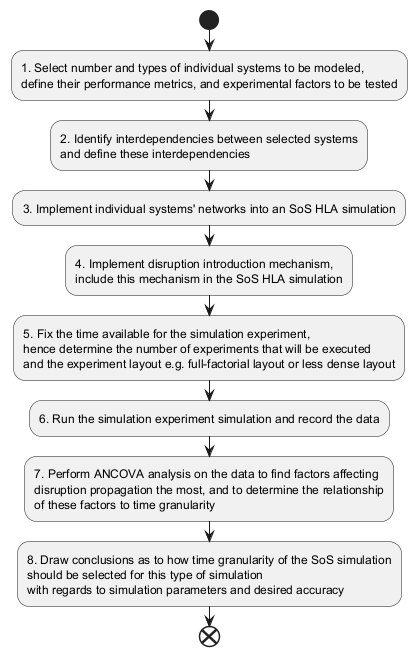 1. Select number and types of individual systems to be modeled,
define their performance metrics, and experimental factors to be tested
2. Identify interdependencies between selected systems
and define these interdependencies
3. Implement individual systems' networks into an SoS HLA simulation
4. Implement disruption introduction mechanism,
include this mechanism in the SoS HLA simulation
5. Fix the time available for the simulation experiment,
hence determine the number of experiments that will be executed
and the experiment layout e.g. full-factorial layout or less dense layout
6. Run the simulation experiment simulation and record the data
7. Perform ANCOVA analysis on the data to find factors affecting
disruption propagation the most, and to determine the relationship
of these factors to time granularity
8. Draw conclusions as to how time granularity of the SoS simulation
should be selected for this type of simulation
with regards to simulation parameters and desired accuracy